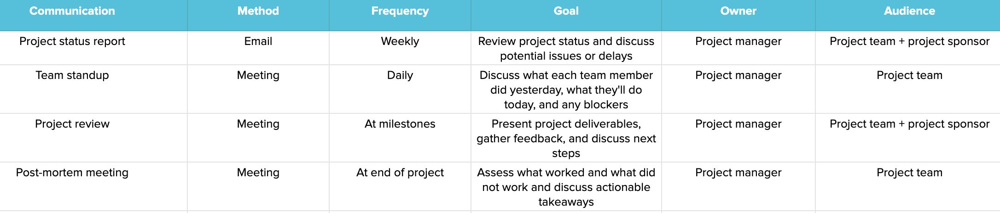 Communication Method Frequency Goal Owner Audience
Project status report Email Weekly Review project status and discuss Project manager Project team + project sponsor
potential issues or delays
Team standup Meeting Daily Discuss what each team member Project manager Project team
did yesterday, what they'll do
today, and any blockers
Project review Meeting At milestones Present project deliverables, Project manager Project team + project sponsor
gather feedback, and discuss next
steps
Post-mortem meeting Meeting At end of project Assess what worked and what did Project manager Project team
not work and discuss actionable
takeaways